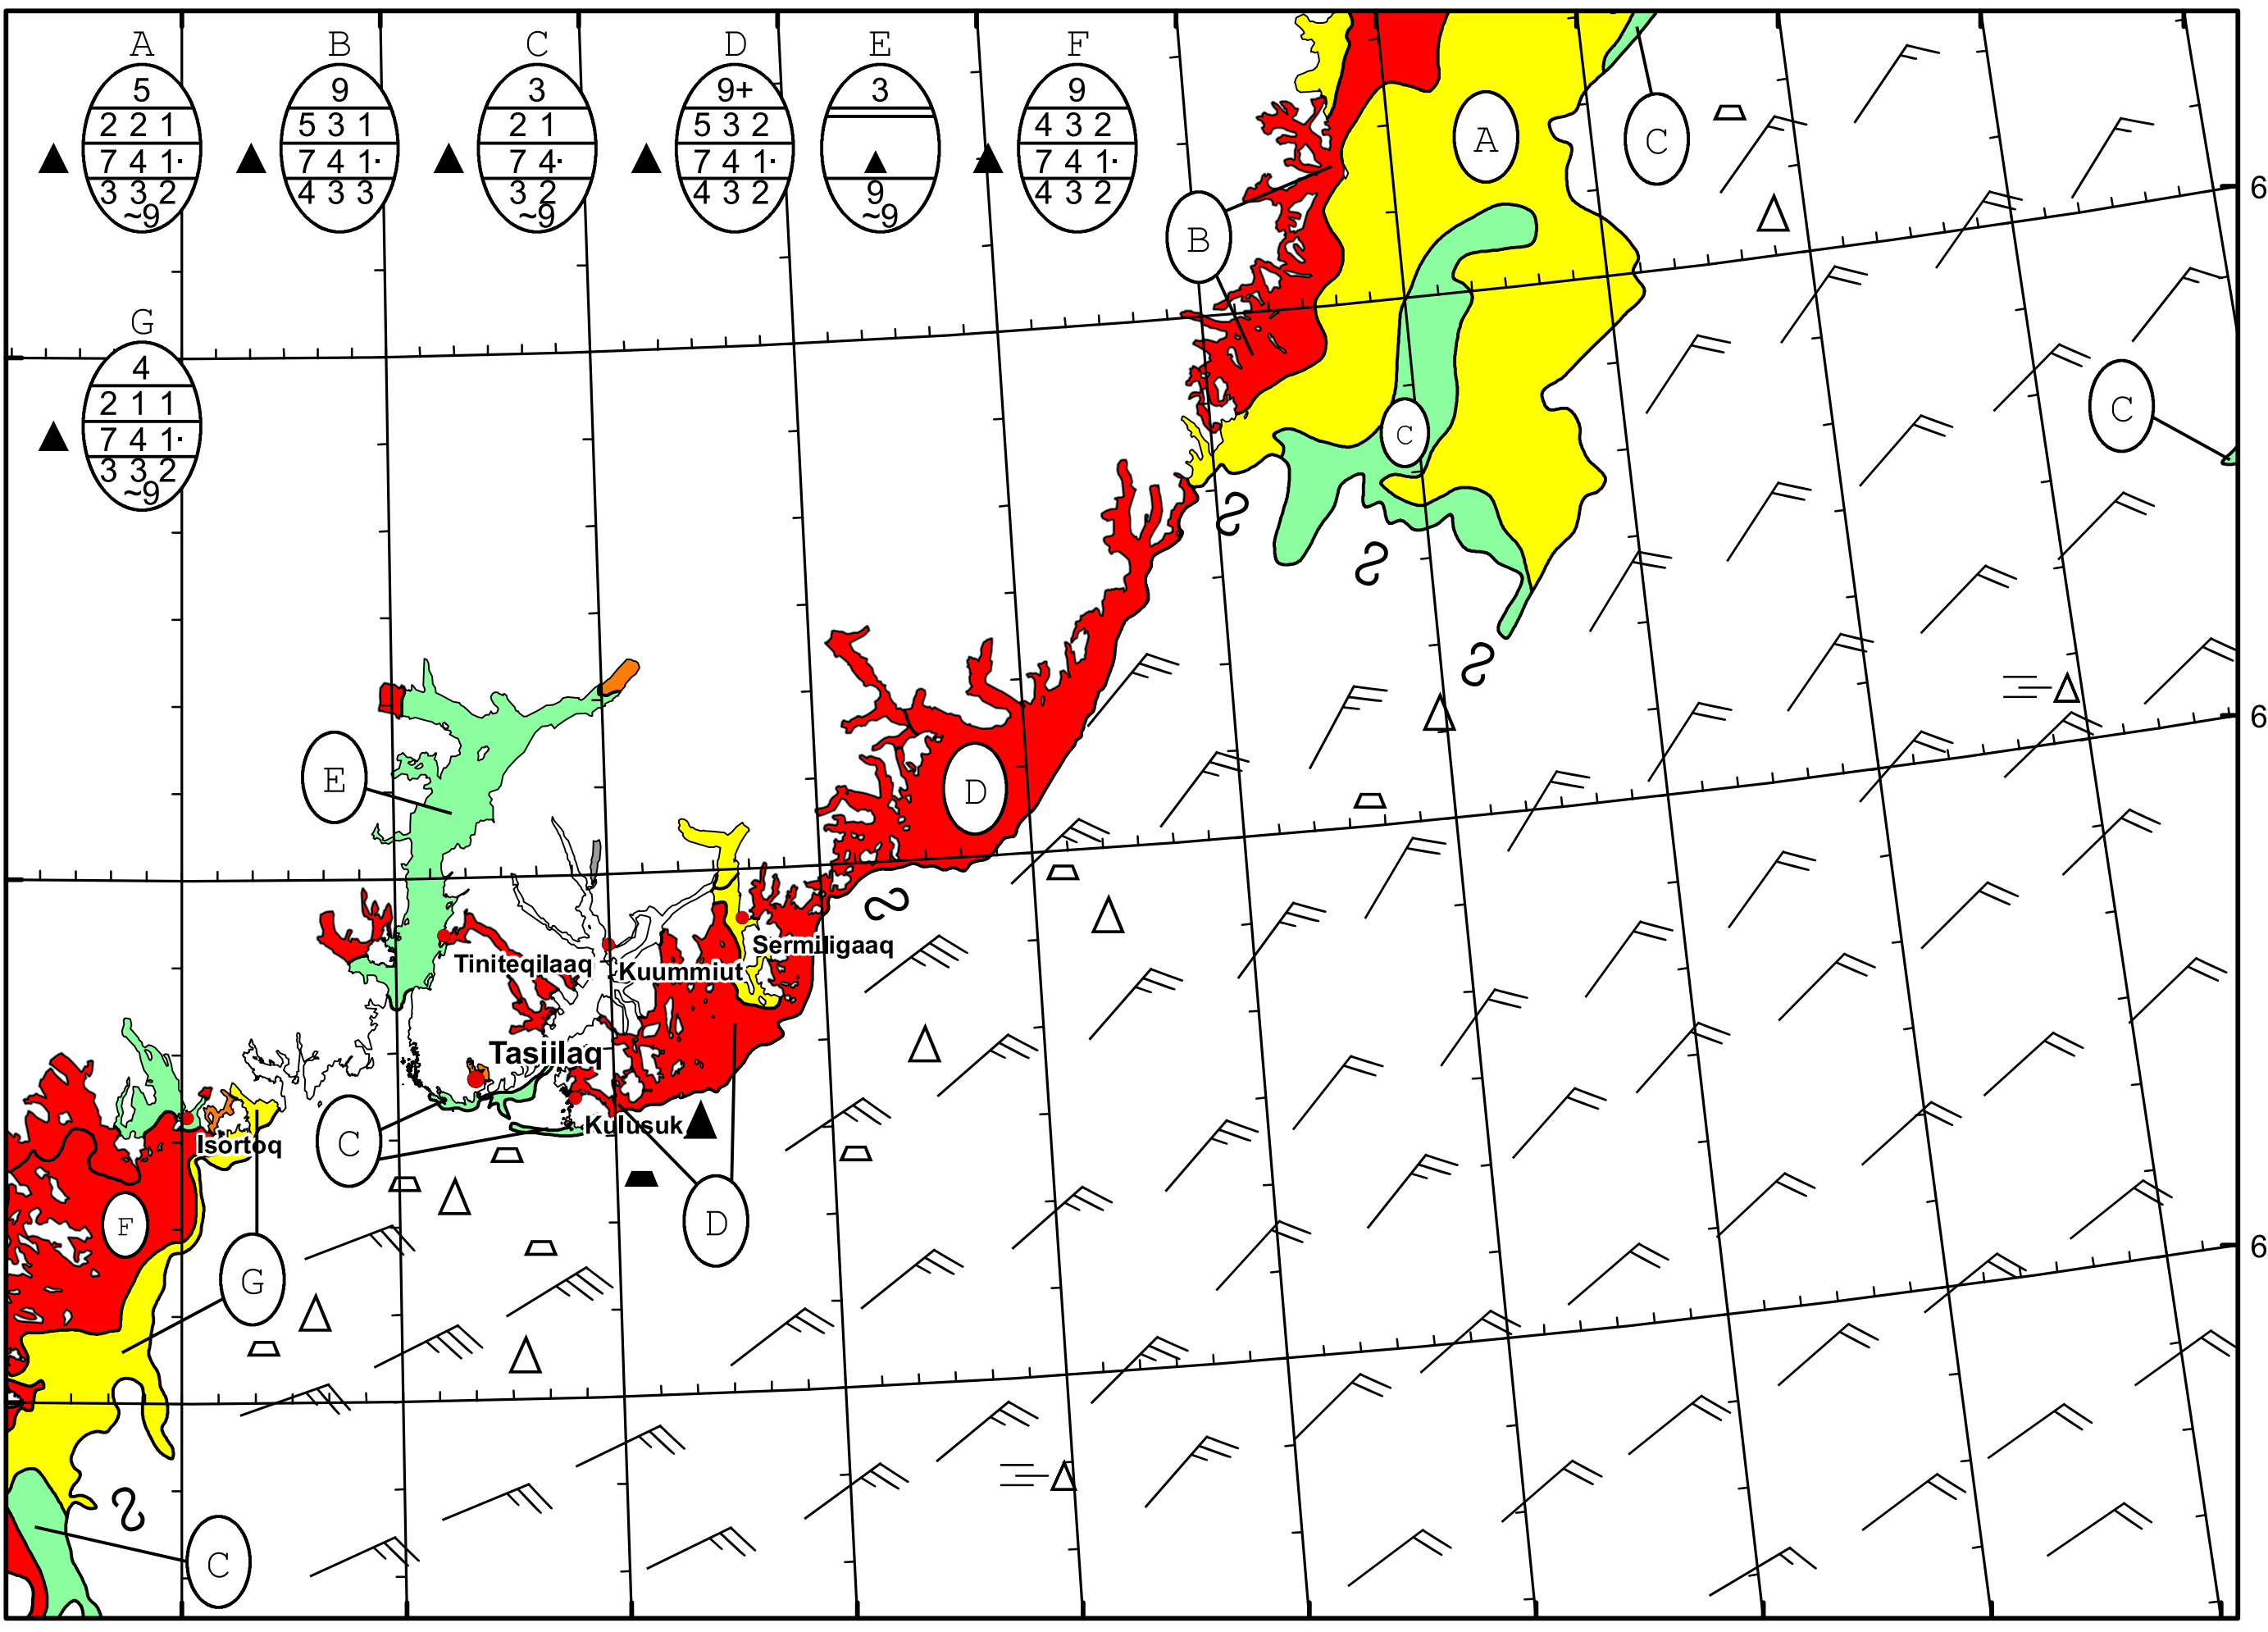 A B C D E F
5 9 3 9+ 3 9
2 2 1 5 3 1 2 1 5 3 2 4 3 2
7 4 1· 7 4 1· 7 4· 7 4 1· 7 4 1·
3 3 2 4 3 3 3 2 4 3 2 9 4 3 2
~9 ~9 ~9
A
C
B
6
G
4
2 1 1
7 4 1·
3 3 2
~9
C
C
6
E
D
Sermiligaaq
Tiniteqilaaq Kuummiut
Tasiilaq
Kulusuk
Isortoq
C
F
D
G
6
C